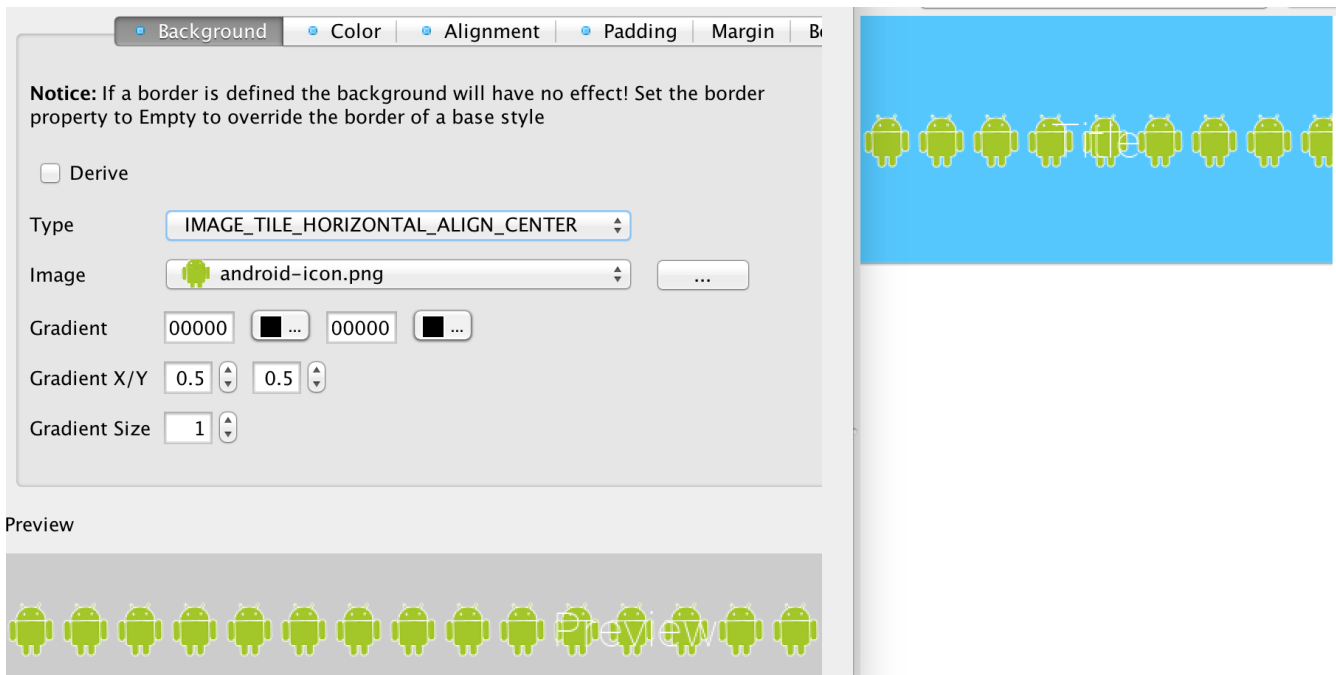 Background Color Alignment Padding Margin
Notice: If a border is defined the background will have no effect! Set the border
property to Empty to override the border of a base style
Derive
Type IMAGE_TILE_HORIZONTAL_ALIGN_CENTER
Image android-icon.png ...
Gradient 00000 ... 00000 ...
Gradient X/Y 0.5 0.5
Gradient Size 1
Preview
Preview
Title